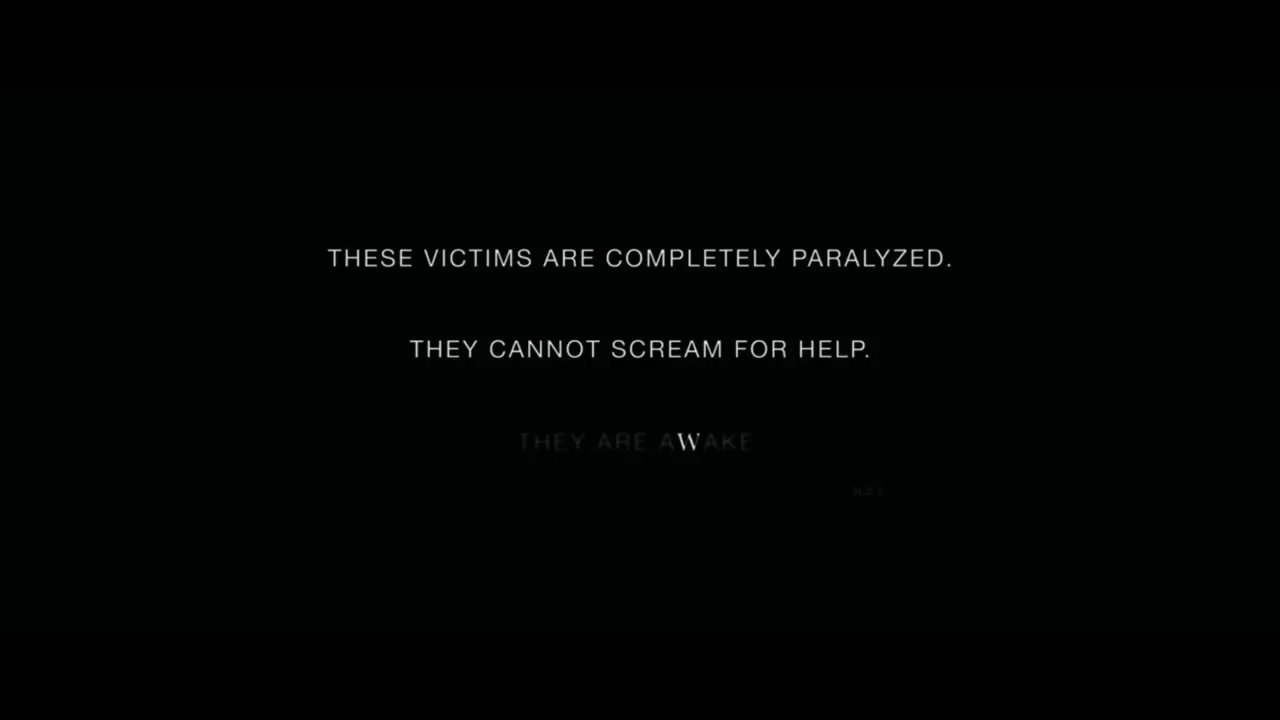 THESE VICTIMS ARE COMPLETELY PARALYZED.
THEY CANNOT SCREAM FOR HELP.
THEY ARE AWAKE